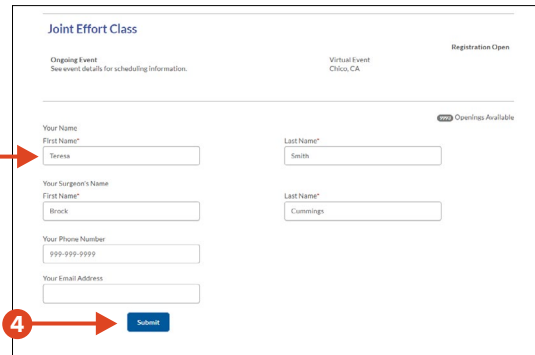 Joint Effort Class
Registration Open
Ongoing Event
Virtual Event
See event details for scheduling information.
Chico, CA
9993 Openings Available
Your Name
First Name*
Last Name*
Teresa
Smith
Your Surgeon's Name
First Name*
Last Name*
Brock
Cummings
Your Phone Number
999-999-9999
Your Email Address
4
Submit